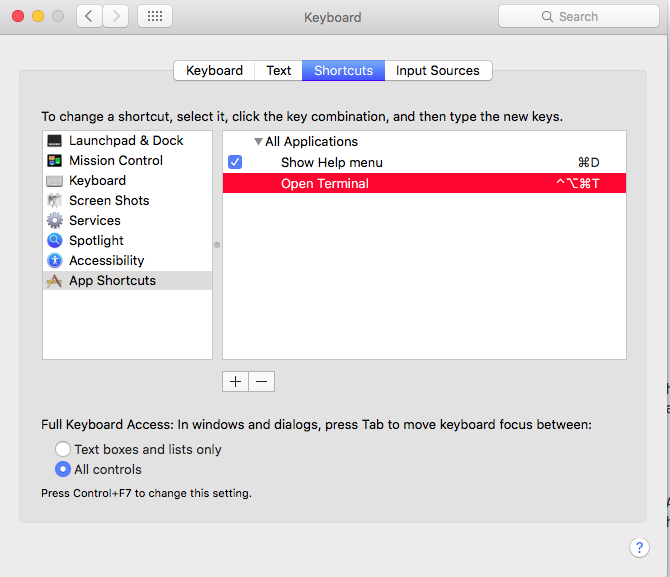 Keyboard
Search
Keyboard Text Shortcuts Input Sources
To change a shortcut, select it, click the key combination, and then type the new keys.
Launchpad & Dock
Mission Control
Keyboard
Screen Shots
Services
Spotlight
Accessibility
App Shortcuts
All Applications
Show Help menu ⌘D
Open Terminal ^⌥⌘T
+ −
Full Keyboard Access: In windows and dialogs, press Tab to move keyboard focus between:
Text boxes and lists only
All controls
Press Control+F7 to change this setting.
?